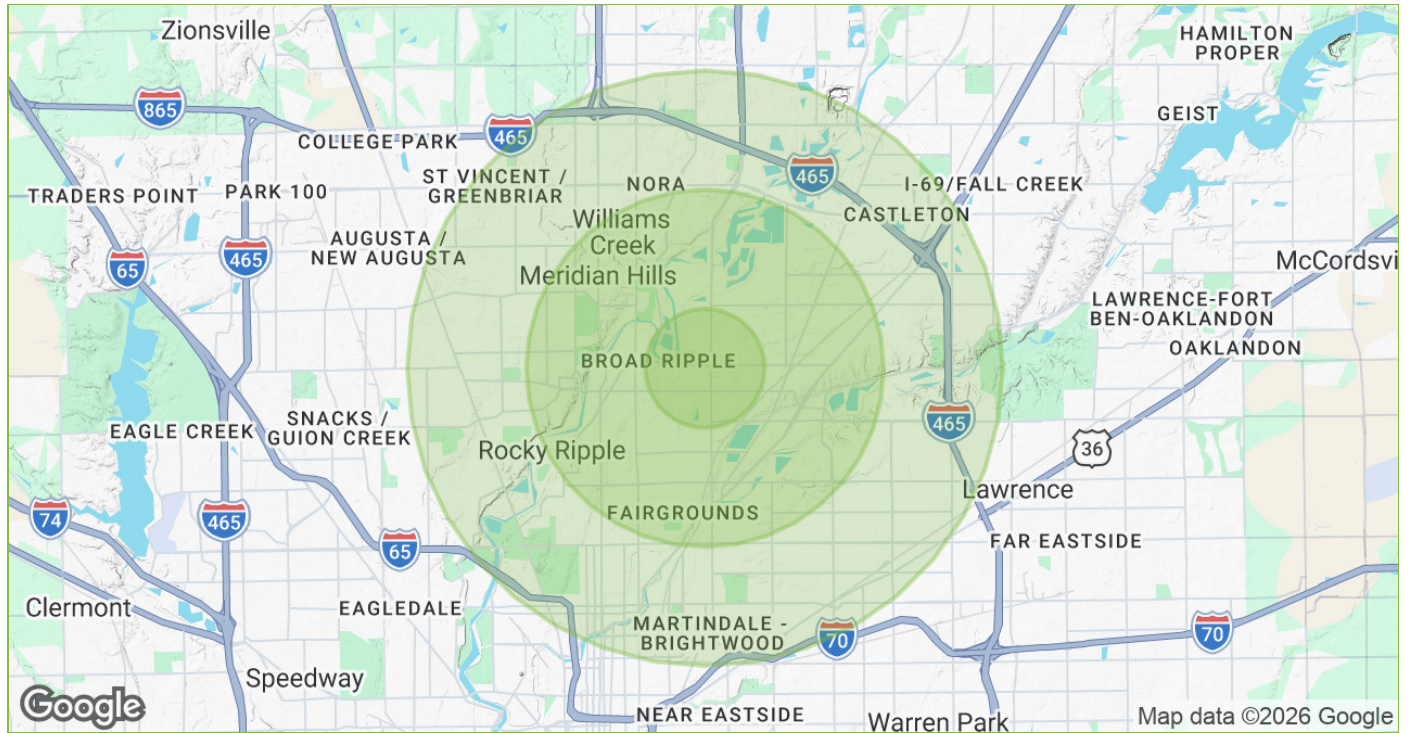 Zionsville
HAMILTON
PROPER
865
GEIST
465
COLLEGE PARK
465
ST VINCENT /
GREENBRIAR
NORA
I-69/FALL CREEK
TRADERS POINT
PARK 100
CASTLETON
Williams
Creek
AUGUSTA /
NEW AUGUSTA
465
65
McCordsvi
Meridian Hills
LAWRENCE-FORT
BEN-OAKLANDON
OAKLANDON
BROAD RIPPLE
SNACKS /
GUION CREEK
465
EAGLE CREEK
36
Rocky Ripple
Lawrence
74
465
FAIRGROUNDS
65
FAR EASTSIDE
Clermont
EAGLEDALE
MARTINDALE -
BRIGHTWOOD
70
70
Speedway
Google
NEAR EASTSIDE
Warren Park
Map data ©2026 Google